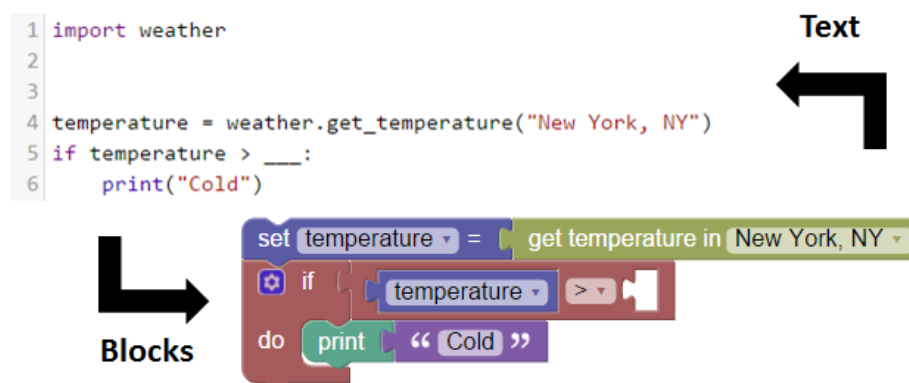 Text
1 import weather
2
3
4 temperature = weather.get_temperature("New York, NY")
5 if temperature > ___:
6     print("Cold")
Blocks
set temperature ▾ = get temperature in New York, NY ▾
if temperature ▾ > ▾
do print “ Cold ”